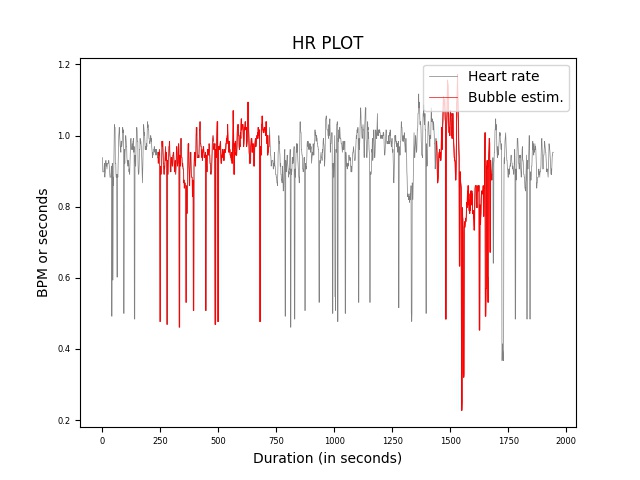 HR PLOT
Heart rate
Bubble estim.
BPM or seconds
1.2
1.0
0.8
0.6
0.4
0.2
0 250 500 750 1000 1250 1500 1750 2000
Duration (in seconds)